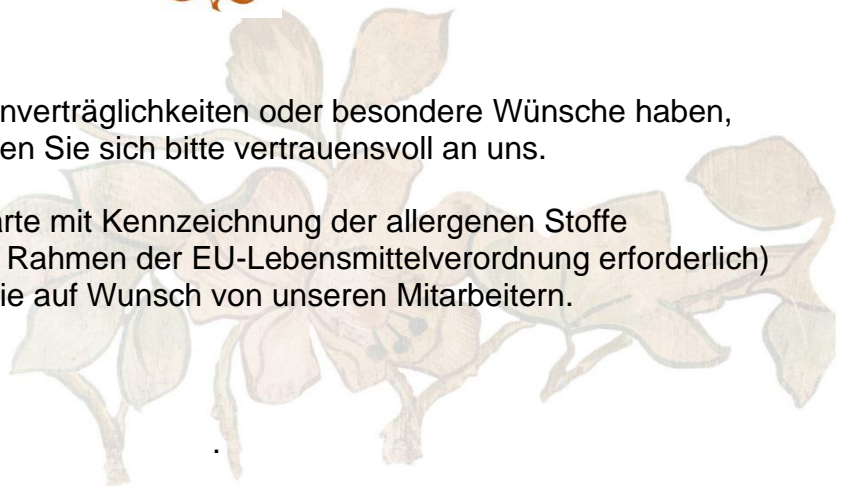 nverträglichkeiten oder besondere Wünsche haben,
en Sie sich bitte vertrauensvoll an uns.
arte mit Kennzeichnung der allergenen Stoffe
Rahmen der EU-Lebensmittelverordnung erforderlich)
ie auf Wunsch von unseren Mitarbeitern.
.